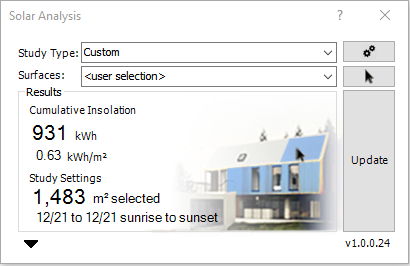 Solar Analysis ?
Study Type: Custom
Surfaces: <user selection>
Results
Cumulative Insolation
931 kWh
0.63 kWh/m²
Study Settings
1,483 m² selected
12/21 to 12/21 sunrise to sunset
Update
v1.0.0.24